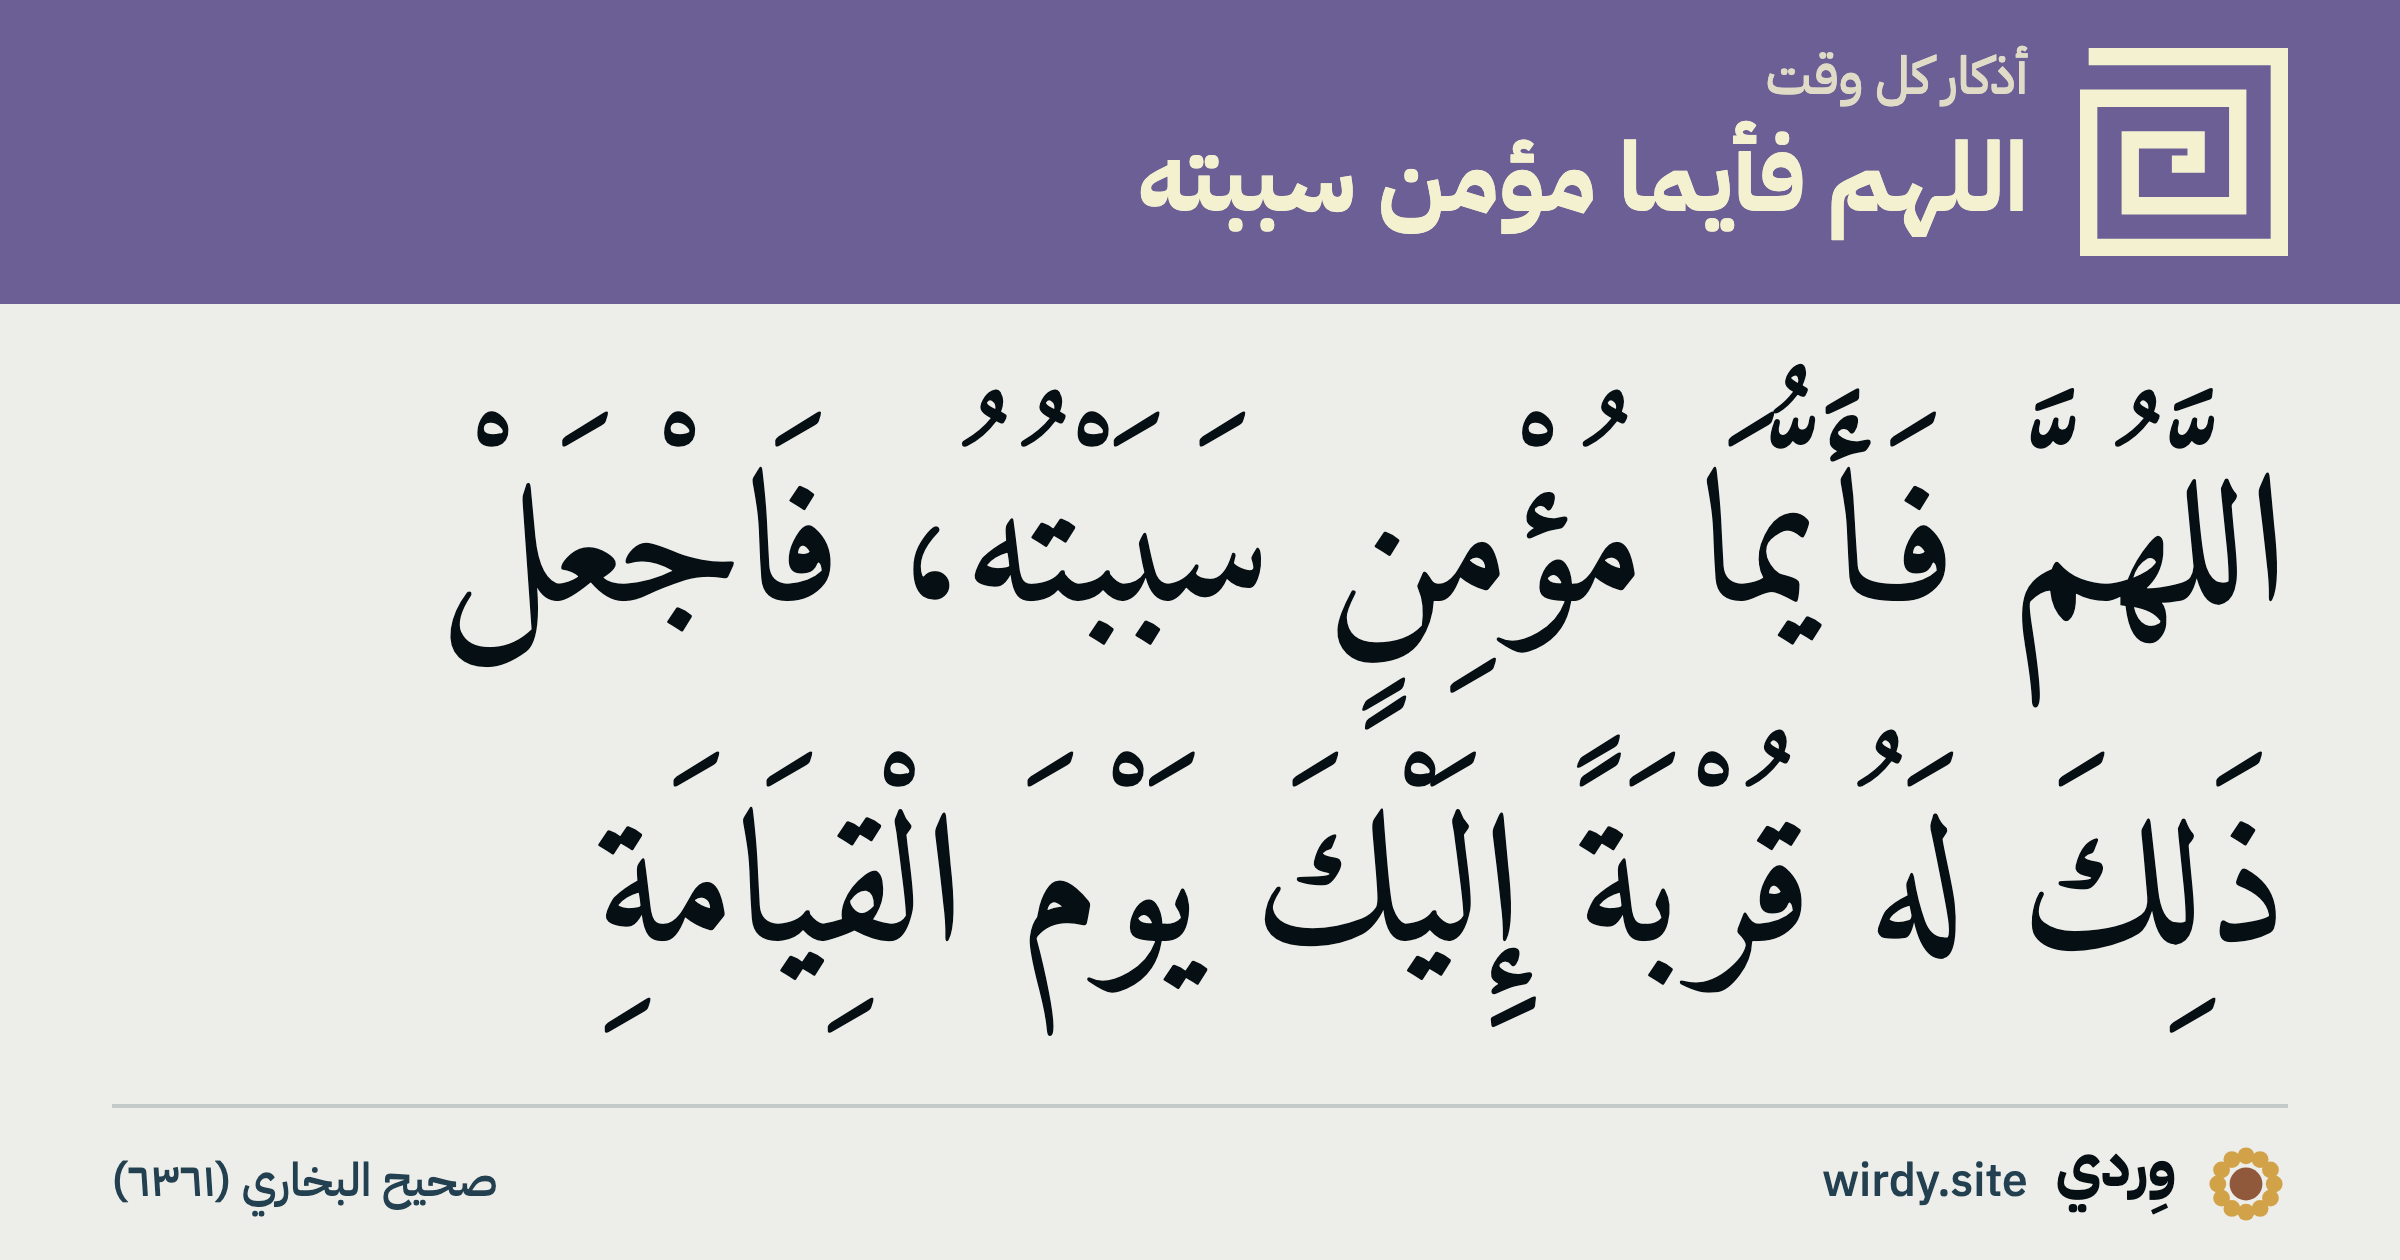 أذكار كل وقت
اللهم فأيما مؤمن سببته
اللَّهُمَّ فَأَيُّمَا مُؤْمِنٍ سَبَبْتُهُ، فَاجْعَلْ
ذَلِكَ لَهُ قُرْبَةً إِلَيْكَ يَوْمَ الْقِيَامَةِ
وِردي wirdy.site
صحيح البخاري (٦٣٦١)